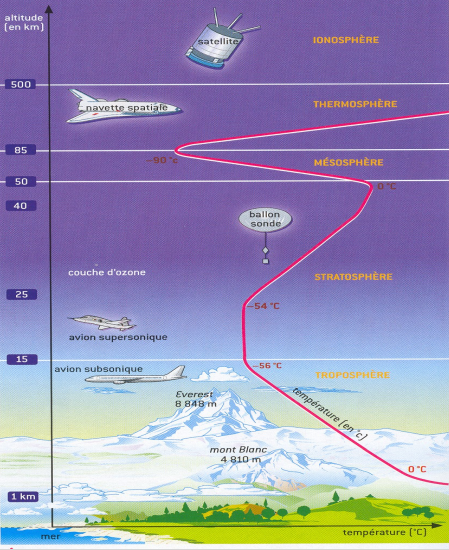 altitude
(en km)
satellite
IONOSPHÈRE
500
THERMOSPHÈRE
navette spatiale
85
–90 °c
MÉSOSPHÈRE
50
0 °C
40
ballon
sonde
couche d'ozone
STRATOSPHÈRE
25
–54 °C
avion supersonique
15
–56 °C
avion subsonique
TROPOSPHÈRE
Everest
8 848 m
température (en °c)
mont Blanc
4 810 m
0 °C
1 km
mer
température (°C)